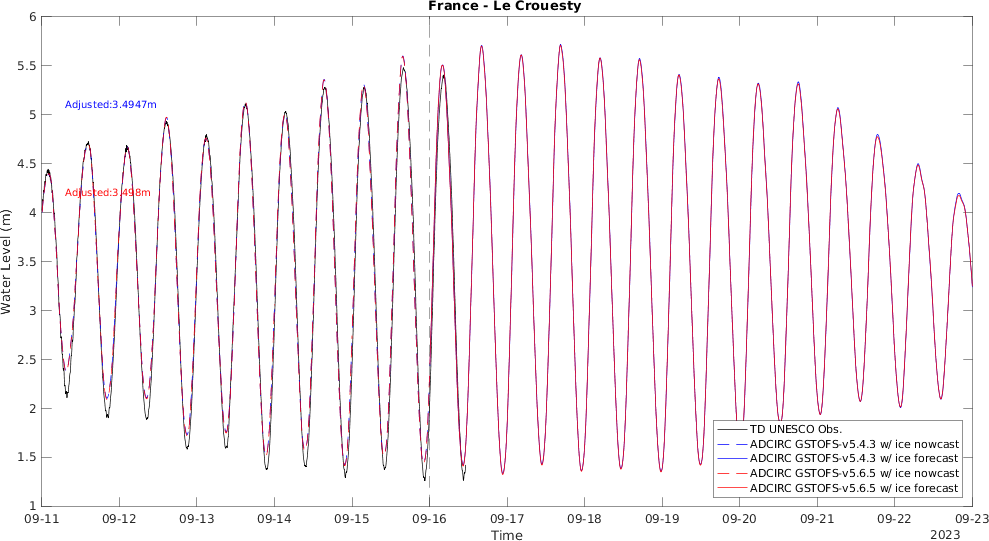 France - Le Crouesty
6
5.5
5
4.5
4
3.5
3
2.5
2
1.5
1
Water Level (m)
Adjusted:3.4947m
Adjusted:3.498m
TD UNESCO Obs.
ADCIRC GSTOFS-v5.4.3 w/ ice nowcast
ADCIRC GSTOFS-v5.4.3 w/ ice forecast
ADCIRC GSTOFS-v5.6.5 w/ ice nowcast
ADCIRC GSTOFS-v5.6.5 w/ ice forecast
09-11 09-12 09-13 09-14 09-15 09-16 09-17 09-18 09-19 09-20 09-21 09-22 09-23
Time
2023